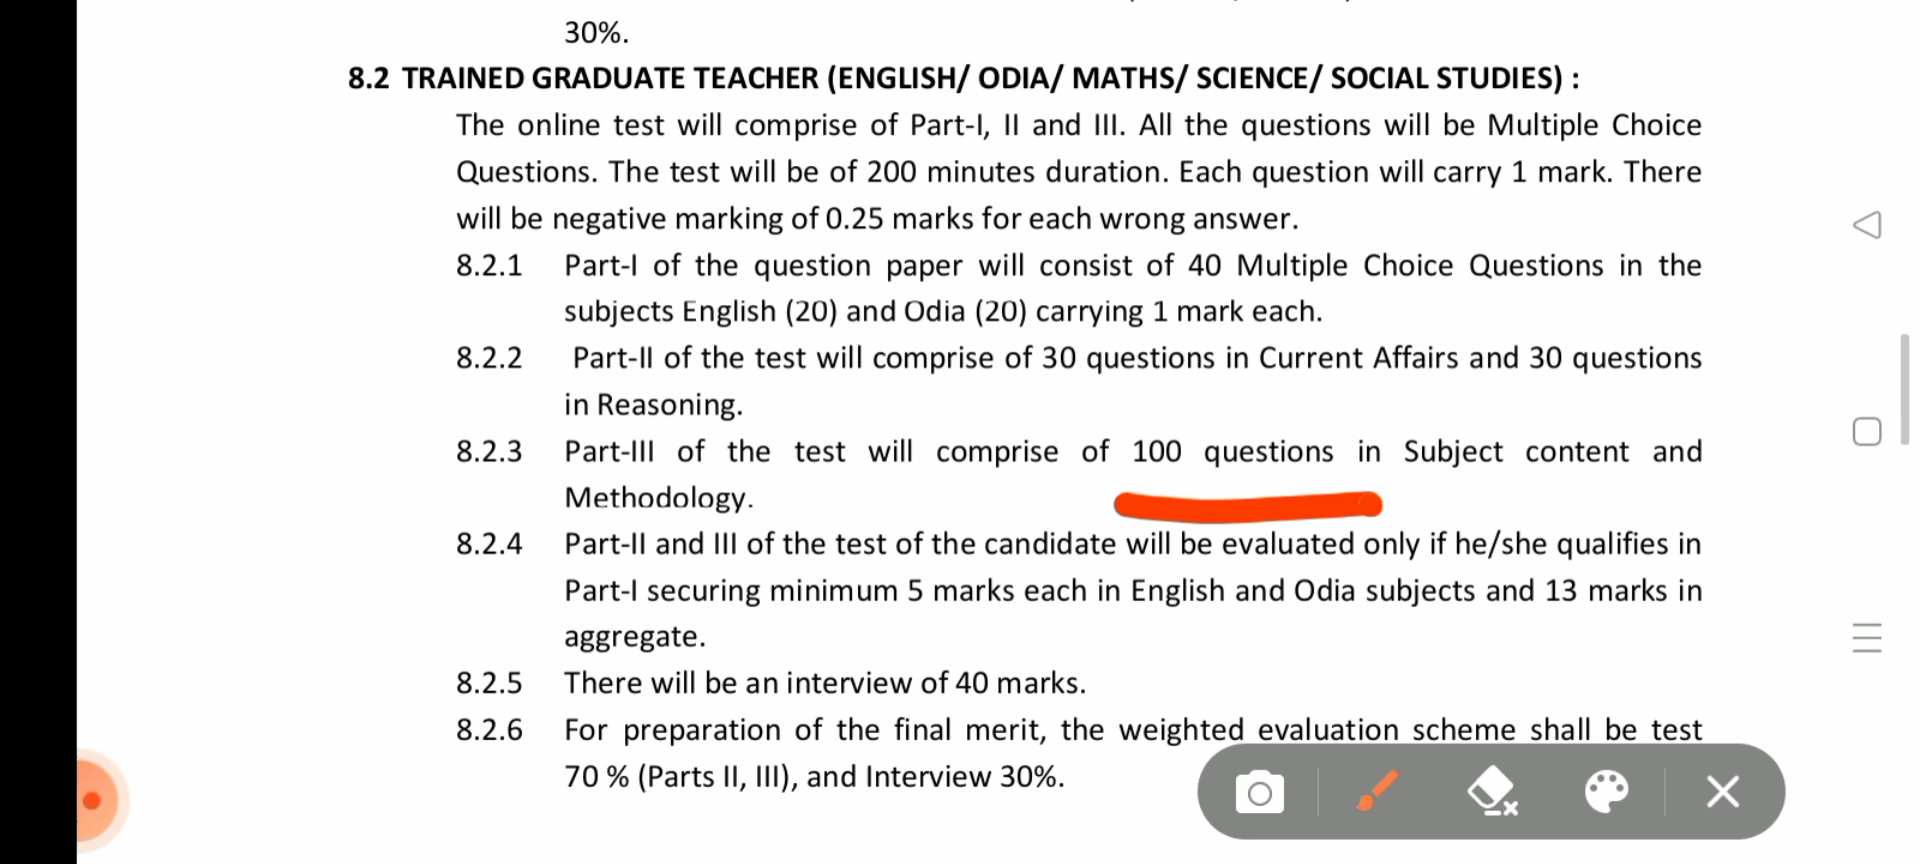 30%.
8.2 TRAINED GRADUATE TEACHER (ENGLISH/ ODIA/ MATHS/ SCIENCE/ SOCIAL STUDIES) :
The online test will comprise of Part-I, II and III. All the questions will be Multiple Choice
Questions. The test will be of 200 minutes duration. Each question will carry 1 mark. There
will be negative marking of 0.25 marks for each wrong answer.
8.2.1 Part-I of the question paper will consist of 40 Multiple Choice Questions in the
subjects English (20) and Odia (20) carrying 1 mark each.
8.2.2 Part-II of the test will comprise of 30 questions in Current Affairs and 30 questions
in Reasoning.
8.2.3 Part-III of the test will comprise of 100 questions in Subject content and
Methodology.
8.2.4 Part-II and III of the test of the candidate will be evaluated only if he/she qualifies in
Part-I securing minimum 5 marks each in English and Odia subjects and 13 marks in
aggregate.
8.2.5 There will be an interview of 40 marks.
8.2.6 For preparation of the final merit, the weighted evaluation scheme shall be test
70 % (Parts II, III), and Interview 30%.